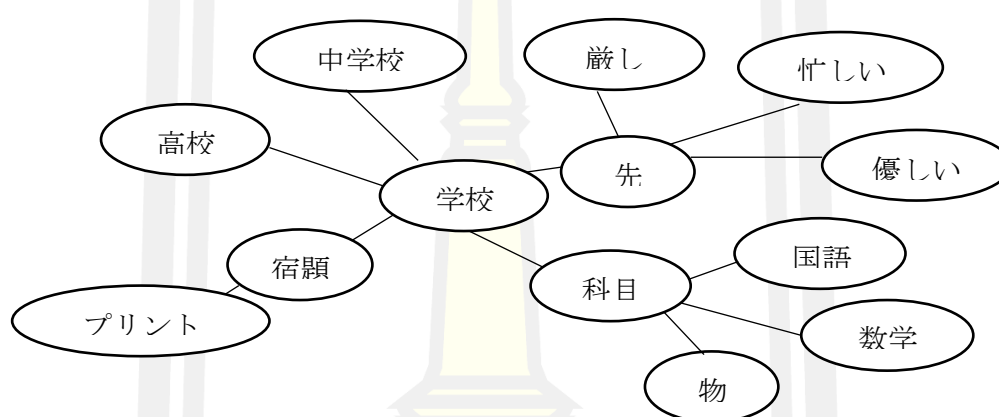 中学校
厳し
忙しい
高校
優しい
先
学校
国語
宿題
科目
プリント
数学
物